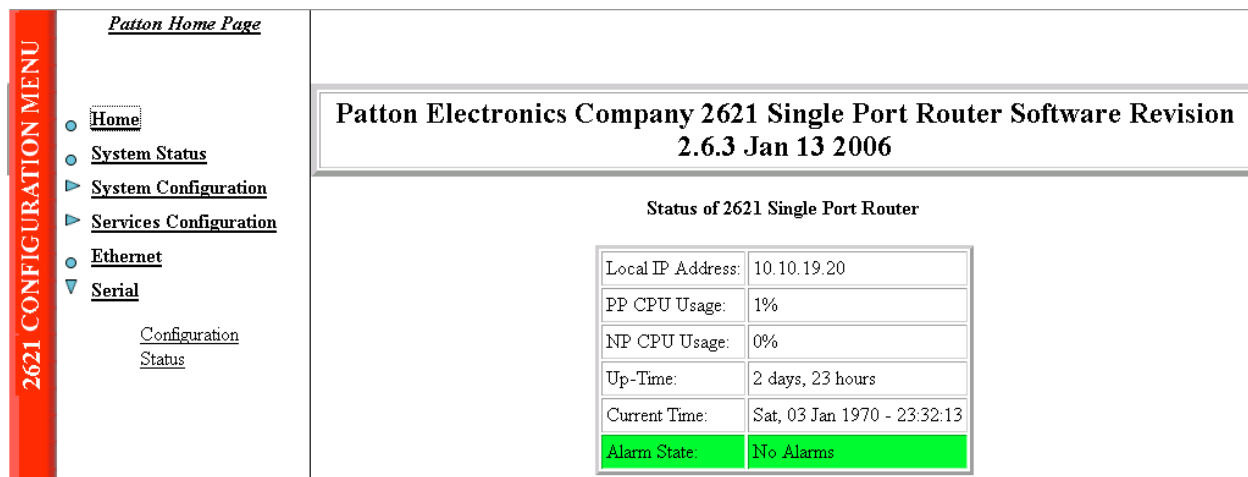 2621 CONFIGURATION MENU
Patton Home Page
Home
System Status
System Configuration
Services Configuration
Ethernet
Serial
Configuration
Status
Patton Electronics Company 2621 Single Port Router Software Revision
2.6.3 Jan 13 2006
Status of 2621 Single Port Router
Local IP Address: 10.10.19.20
PP CPU Usage: 1%
NP CPU Usage: 0%
Up-Time: 2 days, 23 hours
Current Time: Sat, 03 Jan 1970 - 23:32:13
Alarm State: No Alarms